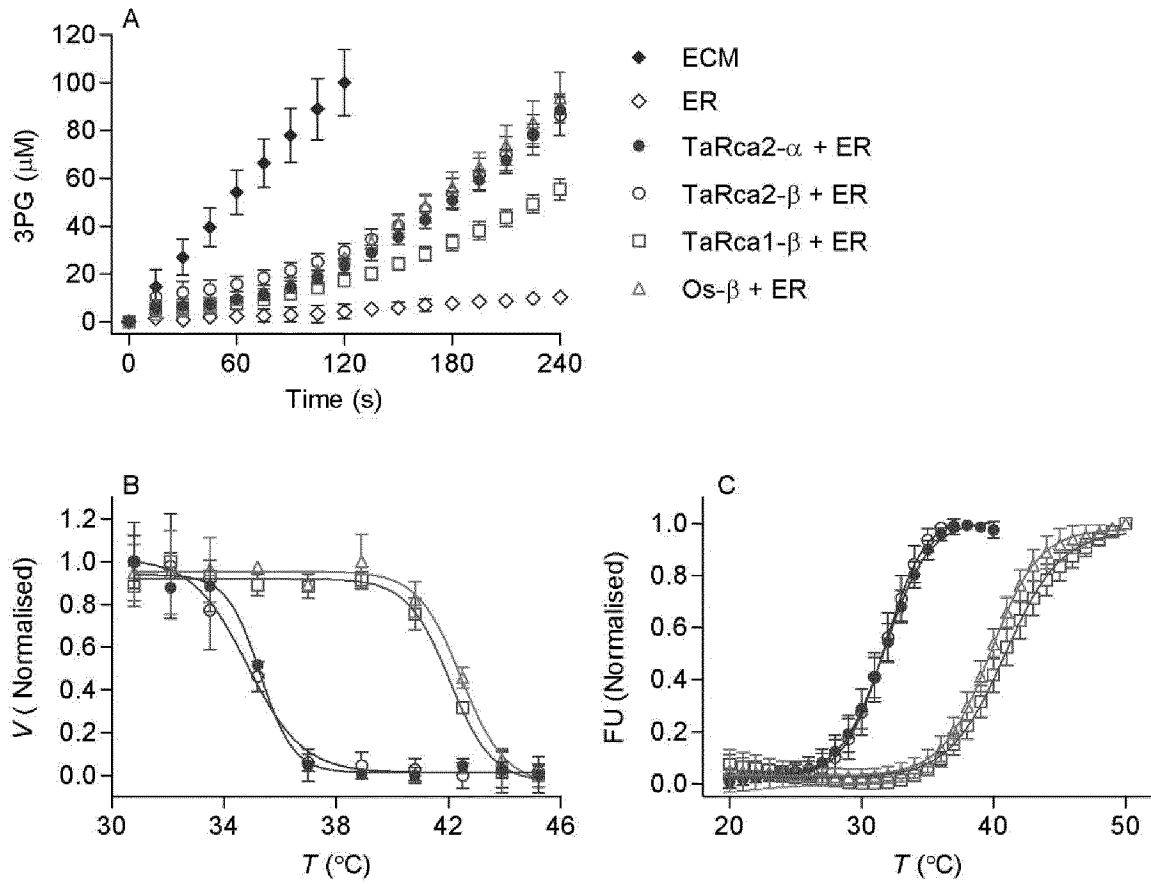 A
120
100
80
60
40
20
0
3PG (µM)
0 60 120 180 240
Time (s)
ECM
ER
TaRca2-α + ER
TaRca2-β + ER
TaRca1-β + ER
Os-β + ER
B
1.2
1.0
0.8
0.6
0.4
0.2
0.0
V ( Normalised)
30 34 38 42 46
T (°C)
C
1.0
0.8
0.6
0.4
0.2
0.0
FU (Normalised)
20 30 40 50
T (°C)